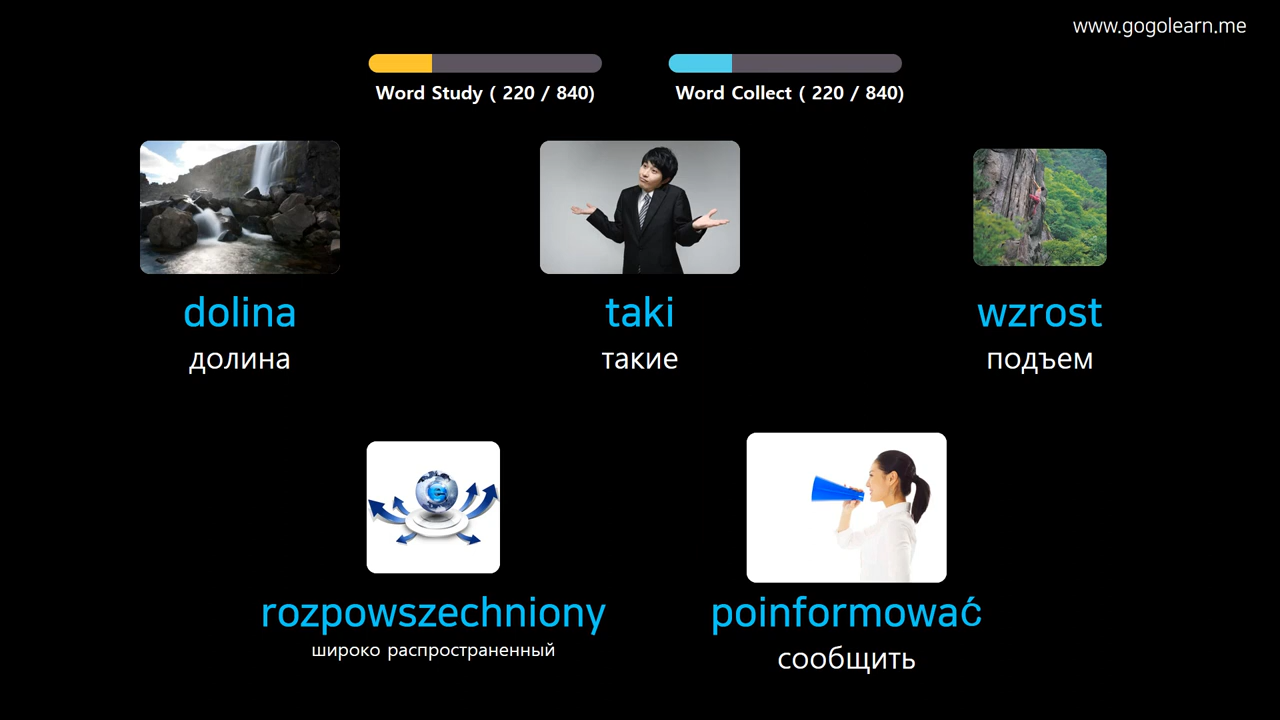 www.gogolearn.me
Word Study ( 220 / 840)
Word Collect ( 220 / 840)
dolina
долина
taki
такие
wzrost
подъем
rozpowszechniony
широко распространенный
poinformować
сообщить